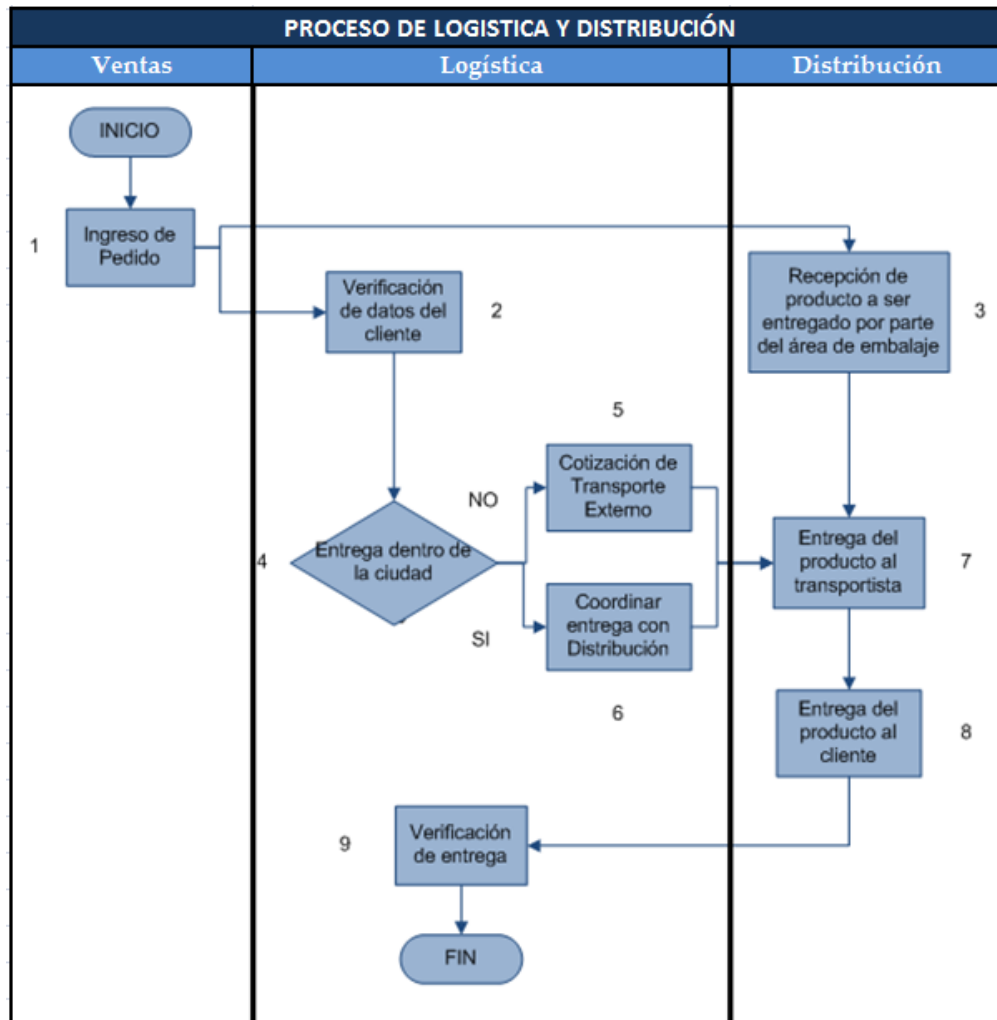 PROCESO DE LOGISTICA Y DISTRIBUCIÓN
Ventas
Logística
Distribución
INICIO
1
Ingreso de
Pedido
Verificación
de datos del
cliente
2
Recepción de
producto a ser
entregado por parte
del área de embalaje
3
4
Entrega dentro de
la ciudad
NO
SI
5
Cotización de
Transporte
Externo
Coordinar
entrega con
Distribución
6
Entrega del
producto al
transportista
7
Entrega del
producto al
cliente
8
9
Verificación
de entrega
FIN